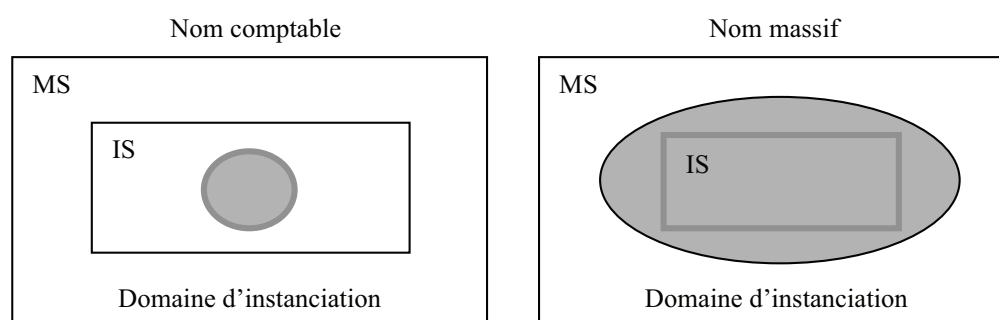 Nom comptable
MS
IS
Domaine d’instanciation
Nom massif
MS
IS
Domaine d’instanciation